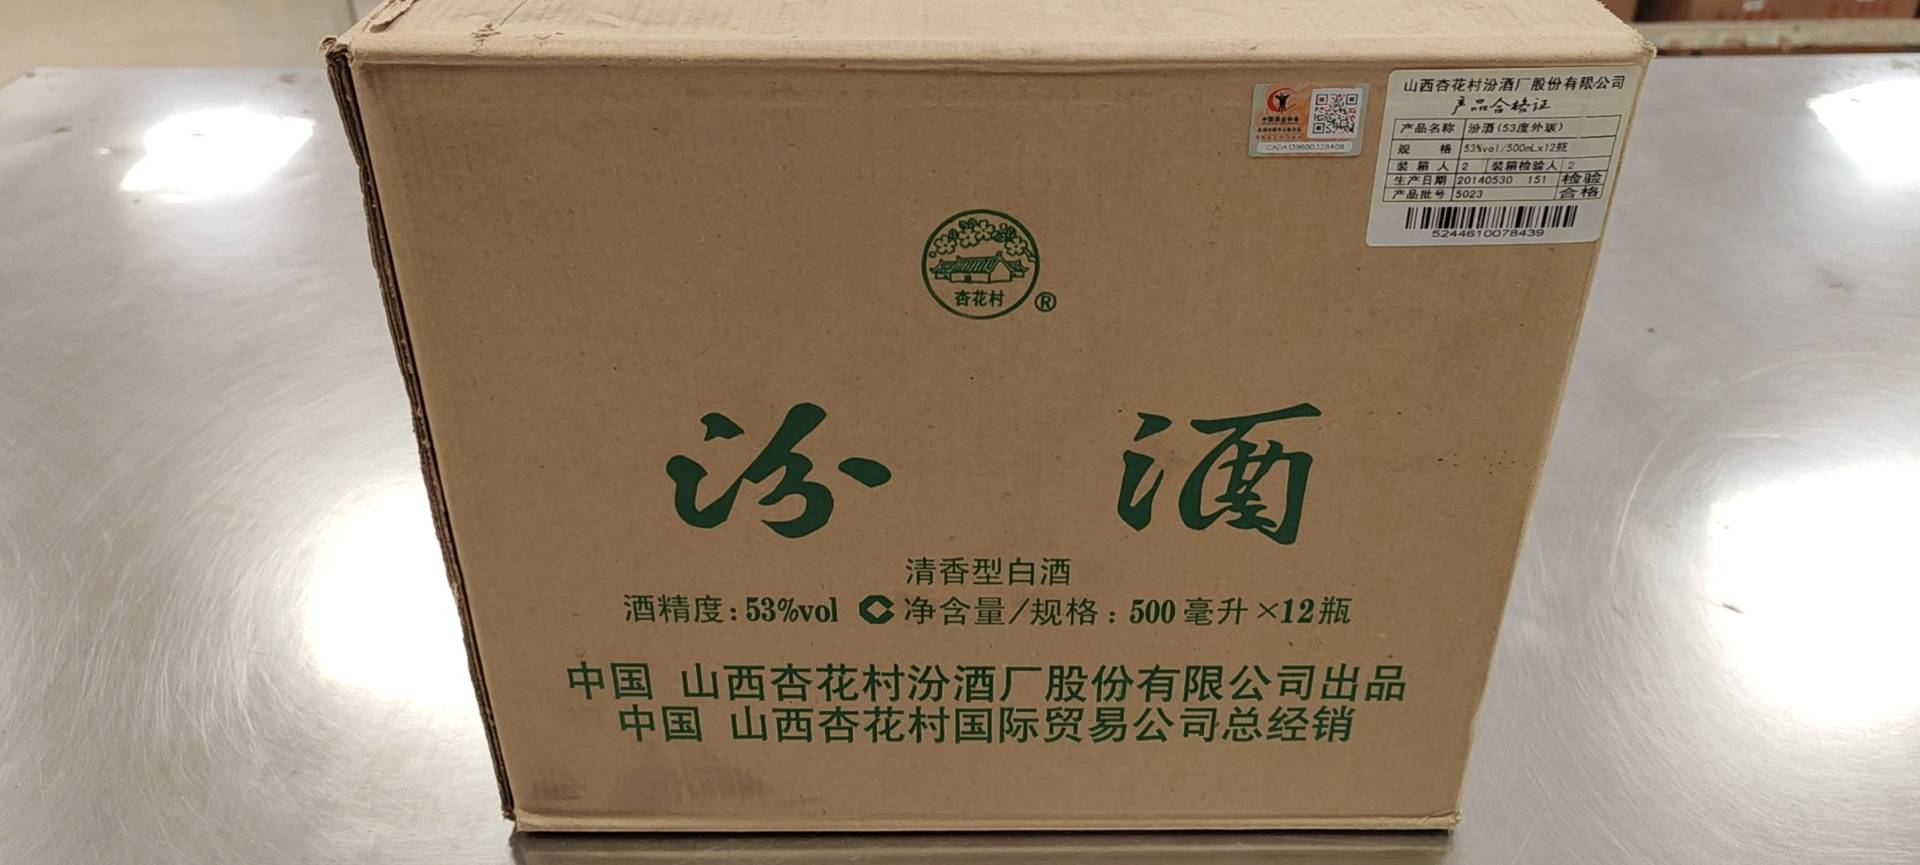 山西杏花村汾酒厂股份有限公司
产品合格证
产品名称 汾酒(53度外玻)
规 格 53%vol/500mLx12瓶
装箱人 2 装箱检验人 2
生产日期 20140530 151 检验
产品批号 5023 合格
5244610078439
CADA139600328408
杏花村
®
汾酒
清香型白酒
酒精度:53%vol 净含量/规格:500毫升×12瓶
中国 山西杏花村汾酒厂股份有限公司出品
中国 山西杏花村国际贸易公司总经销